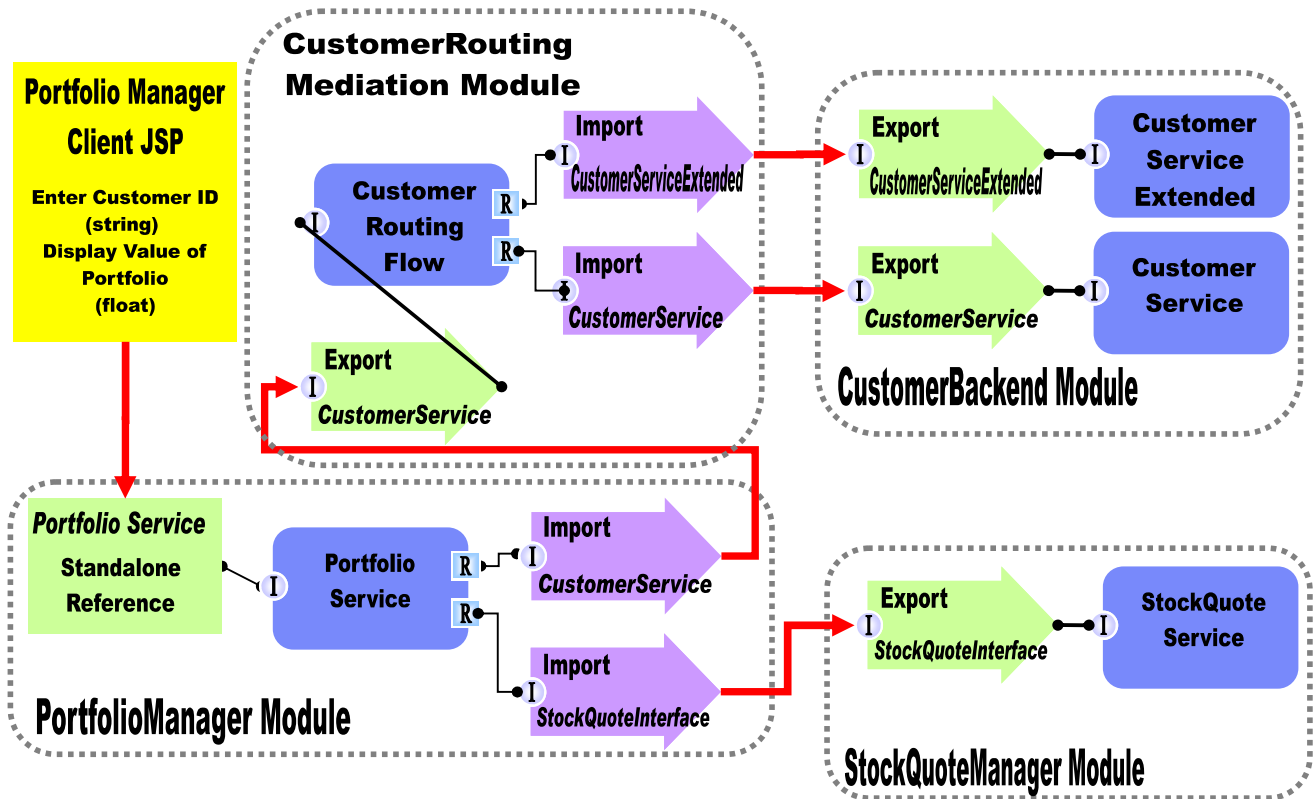 CustomerRouting
Mediation Module
Portfolio Manager
Client JSP
Enter Customer ID
(string)
Display Value of
Portfolio
(float)
Import
CustomerServiceExtended
I
Customer
Routing
Flow
I
R
R
Import
CustomerService
I
Export
CustomerService
I
Export
CustomerServiceExtended
I
Customer
Service
Extended
I
Export
CustomerService
I
Customer
Service
I
CustomerBackend Module
Portfolio Service
Standalone
Reference
Portfolio
Service
I
R
R
Import
CustomerService
I
Import
StockQuoteInterface
I
PortfolioManager Module
Export
StockQuoteInterface
I
StockQuote
Service
I
StockQuoteManager Module